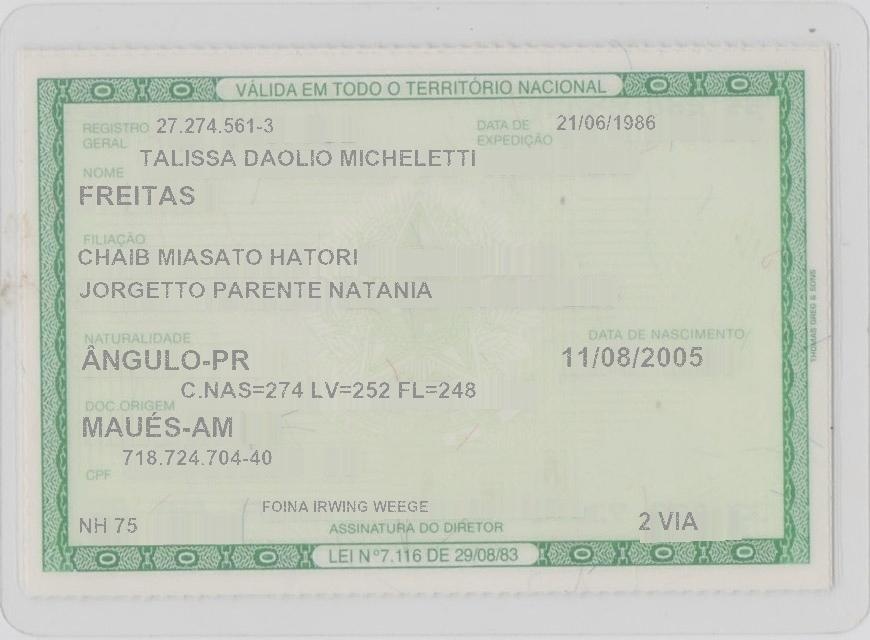 VÁLIDA EM TODO O TERRITÓRIO NACIONAL
REGISTRO GERAL 27.274.561-3 DATA DE EXPEDIÇÃO 21/06/1986
NOME TALISSA DAOLIO MICHELETTI
FREITAS
FILIAÇÃO
CHAIB MIASATO HATORI
JORGETTO PARENTE NATANIA
NATURALIDADE DATA DE NASCIMENTO
ÂNGULO-PR 11/08/2005
C.NAS=274 LV=252 FL=248
DOC.ORIGEM
MAUÉS-AM
CPF 718.724.704-40
FOINA IRWING WEEGE
NH 75 ASSINATURA DO DIRETOR 2 VIA
LEI Nº7.116 DE 29/08/83
THOMAS GREG & SONS